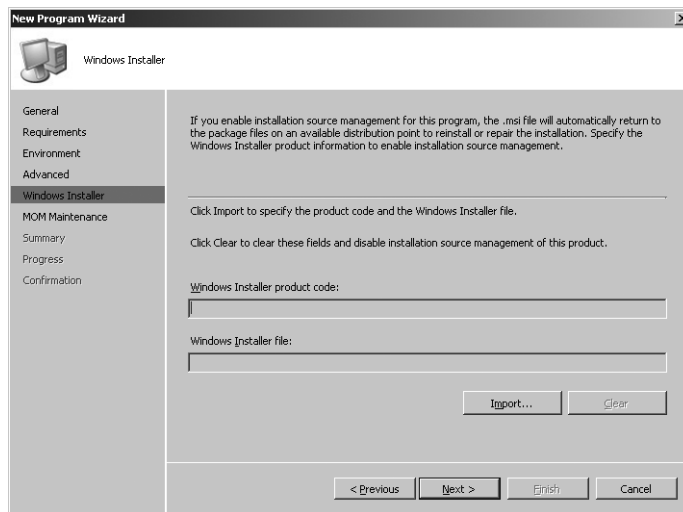 New Program Wizard
Windows Installer
General
Requirements
Environment
Advanced
Windows Installer
MOM Maintenance
Summary
Progress
Confirmation
If you enable installation source management for this program, the .msi file will automatically return to
the package files on an available distribution point to reinstall or repair the installation. Specify the
Windows Installer product information to enable installation source management.
Click Import to specify the product code and the Windows Installer file.
Click Clear to clear these fields and disable installation source management of this product.
Windows Installer product code:
Windows Installer file:
Import...
Clear
< Previous
Next >
Finish
Cancel